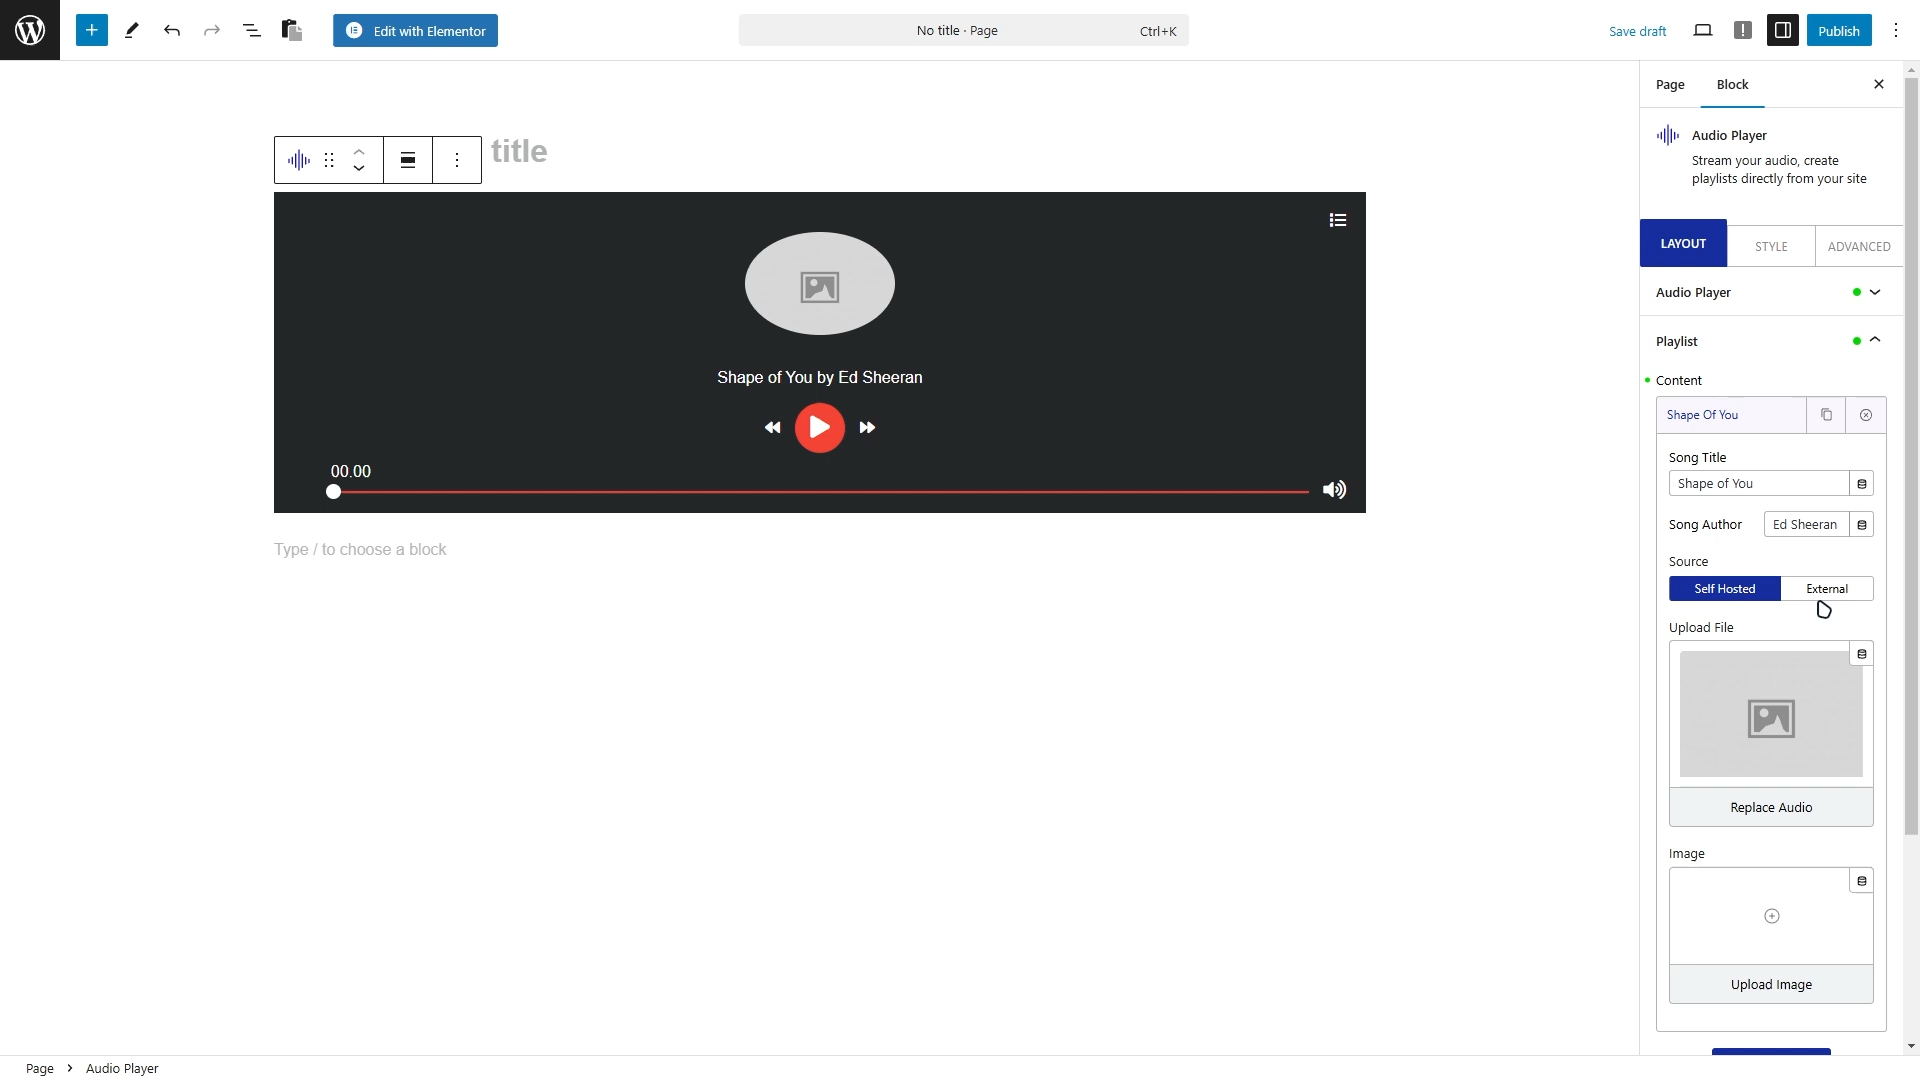 Edit with Elementor
No title · Page
Ctrl+K
Save draft
Publish
Page
Block
Audio Player
Stream your audio, create
playlists directly from your site
title
LAYOUT
STYLE
ADVANCED
Audio Player
Playlist
Content
Shape Of You
Song Title
Shape of You
Song Author
Ed Sheeran
Source
Self Hosted
External
Upload File
Replace Audio
Image
Upload Image
Shape of You by Ed Sheeran
00.00
Type / to choose a block
Page
Audio Player